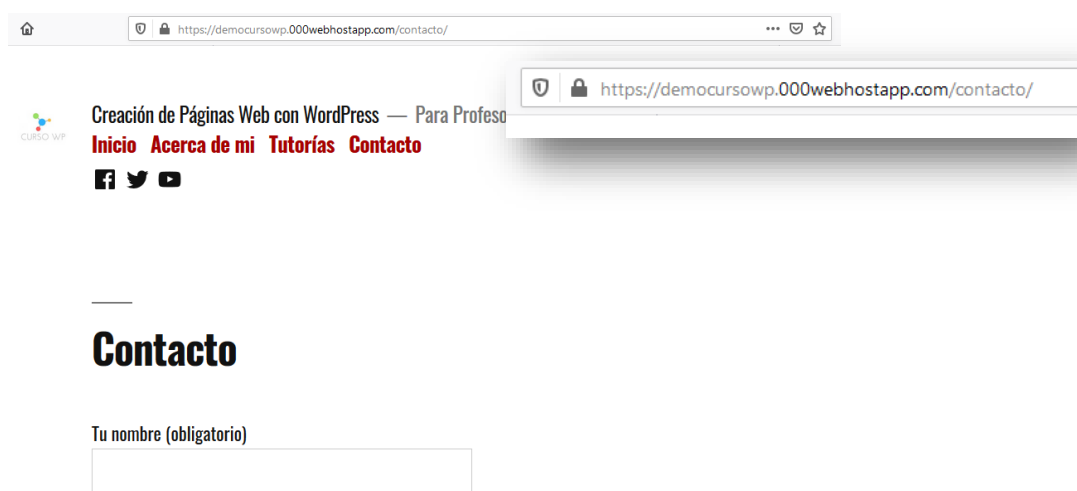 https://democursowp.000webhostapp.com/contacto/
https://democursowp.000webhostapp.com/contacto/
CURSO WP
Creación de Páginas Web con WordPress — Para Profeso
Inicio Acerca de mi Tutorías Contacto
Contacto
Tu nombre (obligatorio)